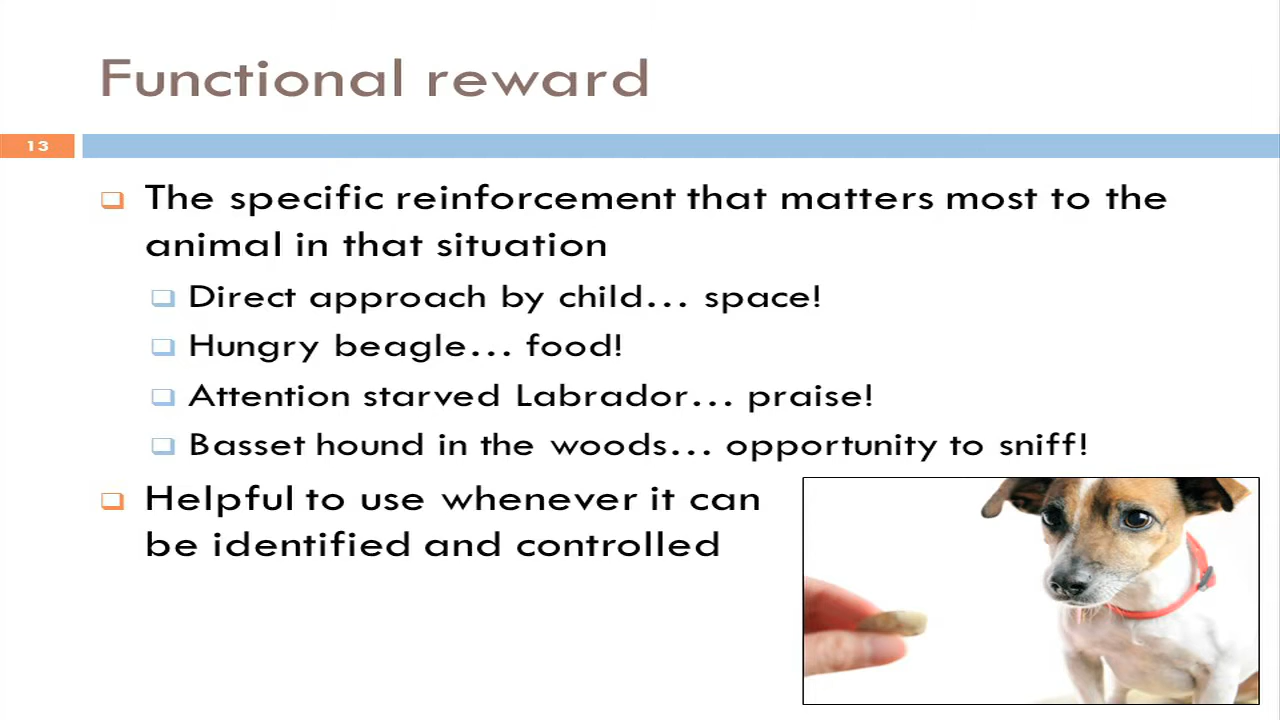 Functional reward
13
The specific reinforcement that matters most to the
animal in that situation
Direct approach by child... space!
Hungry beagle... food!
Attention starved Labrador... praise!
Basset hound in the woods... opportunity to sniff!
Helpful to use whenever it can
be identified and controlled